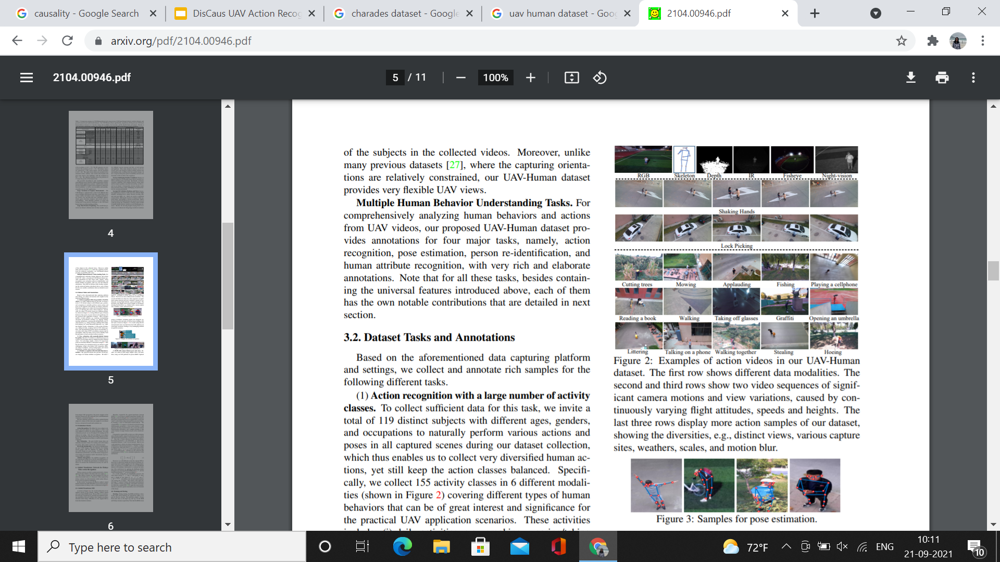 causality - Google Search
DisCaus UAV Action Recog
charades dataset - Google
uav human dataset - Goog
2104.00946.pdf
arxiv.org/pdf/2104.00946.pdf
2104.00946.pdf
5 / 11
100%
4
5
6
of the subjects in the collected videos. Moreover, unlike
many previous datasets [27], where the capturing orienta-
tions are relatively constrained, our UAV-Human dataset
provides very flexible UAV views.
Multiple Human Behavior Understanding Tasks. For
comprehensively analyzing human behaviors and actions
from UAV videos, our proposed UAV-Human dataset pro-
vides annotations for four major tasks, namely, action
recognition, pose estimation, person re-identification, and
human attribute recognition, with very rich and elaborate
annotations. Note that for all these tasks, besides contain-
ing the universal features introduced above, each of them
has the own notable contributions that are detailed in next
section.
3.2. Dataset Tasks and Annotations
Based on the aforementioned data capturing platform
and settings, we collect and annotate rich samples for the
following different tasks.
(1) Action recognition with a large number of activity
classes. To collect sufficient data for this task, we invite a
total of 119 distinct subjects with different ages, genders,
and occupations to naturally perform various actions and
poses in all captured scenes during our dataset collection,
which thus enables us to collect very diversified human ac-
tions, yet still keep the action classes balanced. Specifi-
cally, we collect 155 activity classes in 6 different modali-
ties (shown in Figure 2) covering different types of human
behaviors that can be of great interest and significance for
the practical UAV application scenarios. These activities
RGB Skeleton Depth IR Fisheye Night-vision
Shaking Hands
Lock Picking
Cutting trees Mowing Applauding Fishing Playing a cellphone
Reading a book Walking Taking off glasses Graffiti Opening an umbrella
Littering Talking on a phone Walking together Stealing Hoeing
Figure 2: Examples of action videos in our UAV-Human
dataset. The first row shows different data modalities. The
second and third rows show two video sequences of signif-
icant camera motions and view variations, caused by con-
tinuously varying flight attitudes, speeds and heights. The
last three rows display more action samples of our dataset,
showing the diversities, e.g., distinct views, various capture
sites, weathers, scales, and motion blur.
Figure 3: Samples for pose estimation.
Type here to search
72°F
ENG
10:11
21-09-2021
10